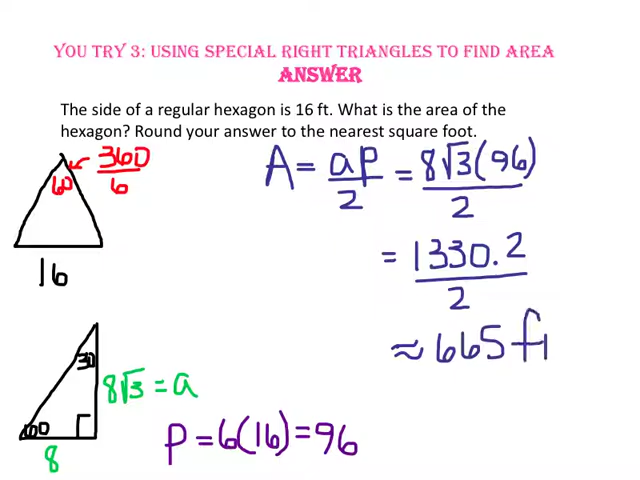 YOU TRY 3: USING SPECIAL RIGHT TRIANGLES TO FIND AREA
ANSWER
The side of a regular hexagon is 16 ft. What is the area of the
hexagon? Round your answer to the nearest square foot.
360/6
60
16
A = ap/2 = 8√3(96)/2
= 1330.2/2
≈ 665 ft
30
60
8√3 = a
8
P = 6(16) = 96